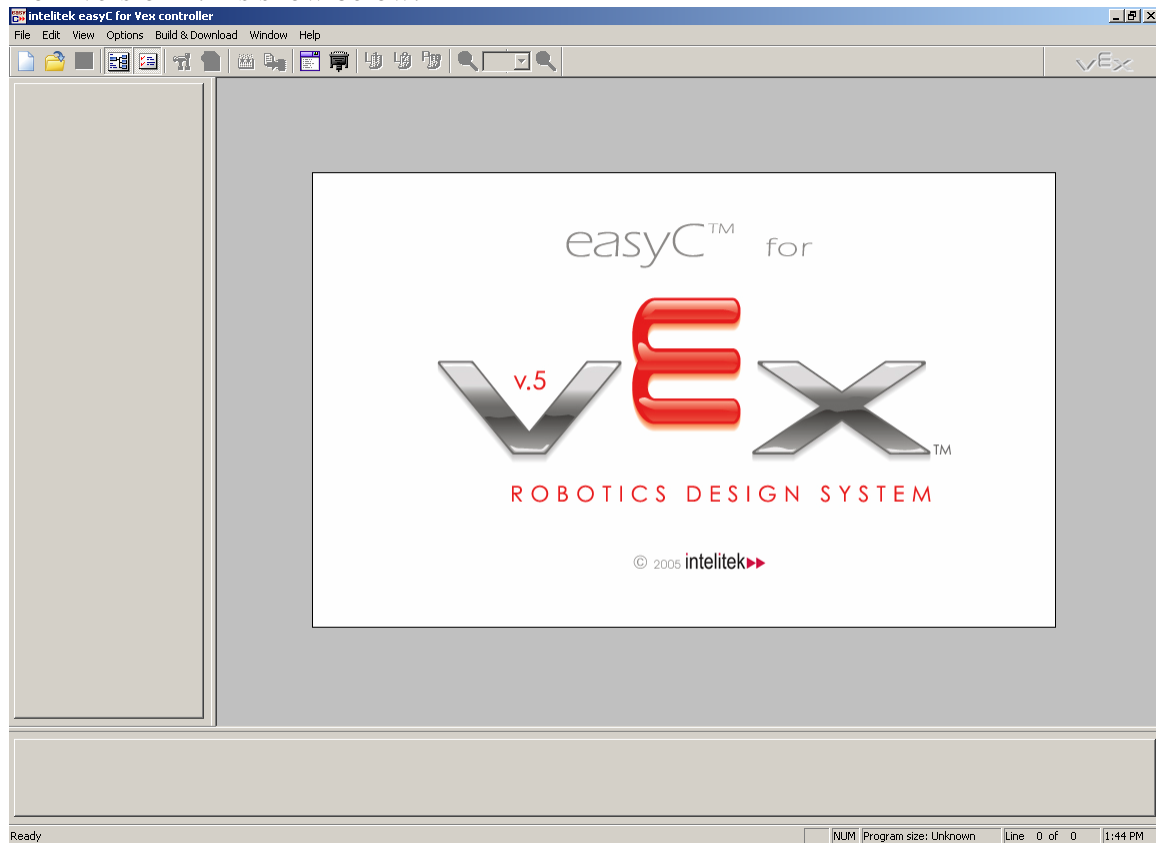 intelitek easyC for Vex controller
File Edit View Options Build & Download Window Help
vEx
easyC™ for
v.5
vEx™
ROBOTICS DESIGN SYSTEM
© 2005 intelitek
Ready NUM Program size: Unknown Line 0 of 0 1:44 PM